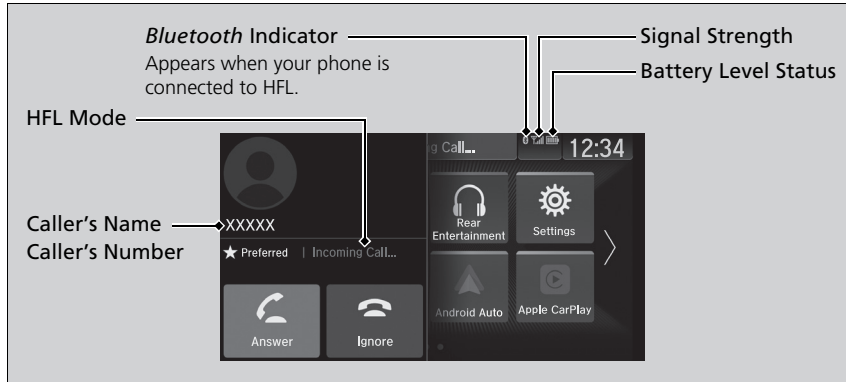 Bluetooth Indicator
Appears when your phone is
connected to HFL.
Signal Strength
Battery Level Status
HFL Mode
Caller's Name
Caller's Number
g Call...
12:34
XXXXX
★ Preferred | Incoming Call...
Answer
Ignore
Rear
Entertainment
Settings
Android Auto
Apple CarPlay